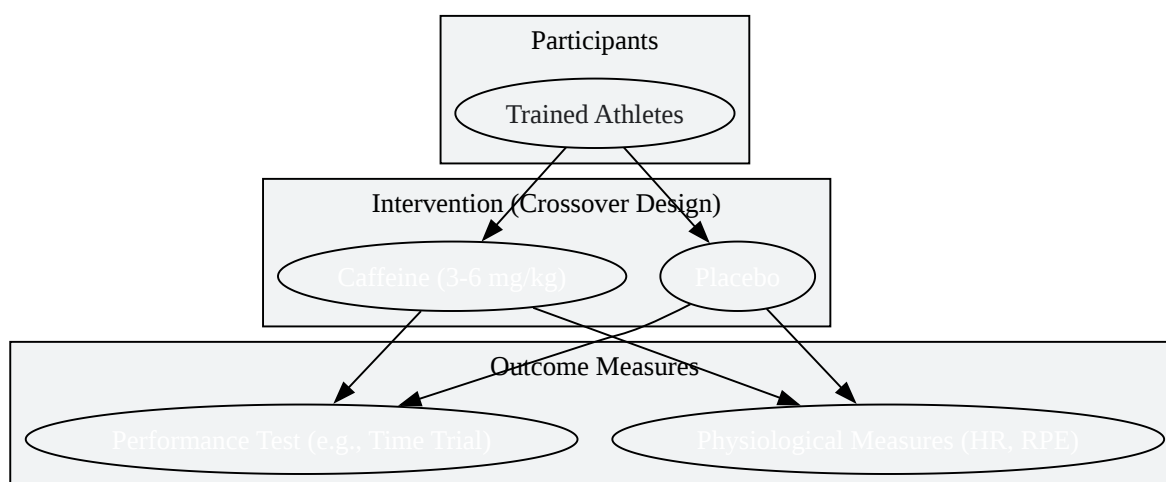 Participants
Trained Athletes
Intervention (Crossover Design)
Caffeine (3-6 mg/kg)
Placebo
Outcome Measures
Performance Test (e.g., Time Trial)
Physiological Measures (HR, RPE)